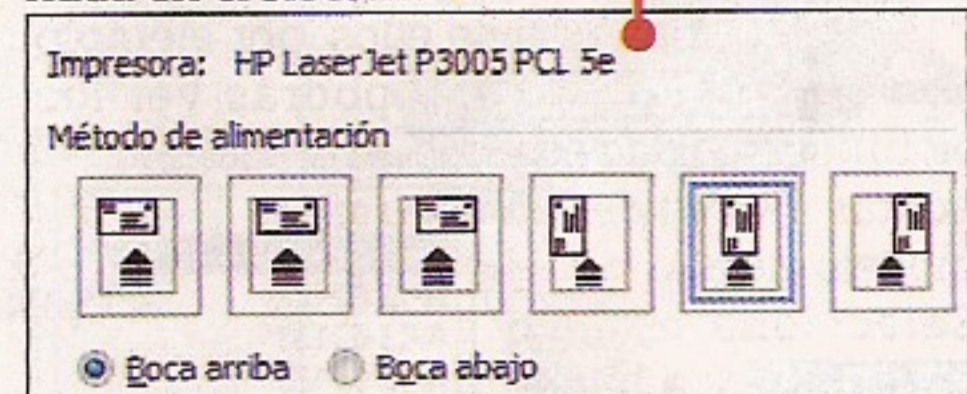 Impresora: HP LaserJet P3005 PCL 5e
Método de alimentación
Boca arriba Boca abajo